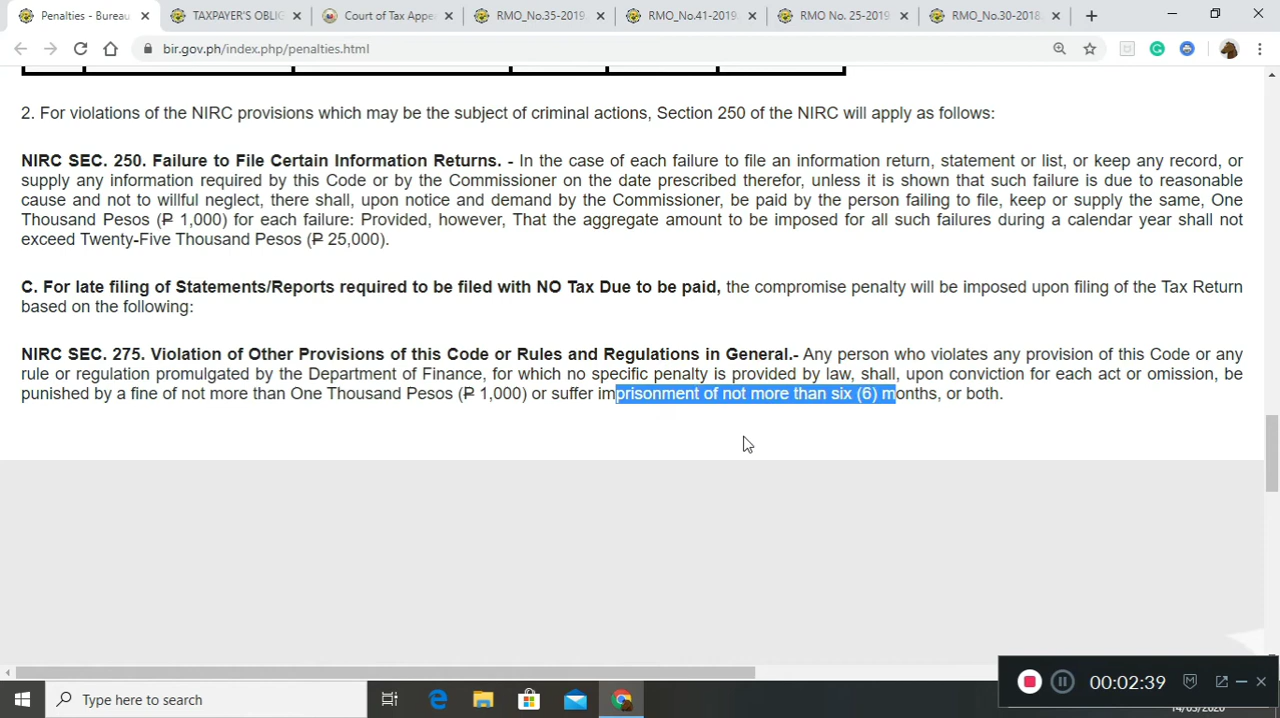 Penalties - Bureau
TAXPAYER'S OBLIG
Court of Tax Appe
RMO_No.35-2019
RMO_No.41-2019
RMO No. 25-2019
RMO_No.30-2018
bir.gov.ph/index.php/penalties.html
2. For violations of the NIRC provisions which may be the subject of criminal actions, Section 250 of the NIRC will apply as follows:
NIRC SEC. 250. Failure to File Certain Information Returns. - In the case of each failure to file an information return, statement or list, or keep any record, or
supply any information required by this Code or by the Commissioner on the date prescribed therefor, unless it is shown that such failure is due to reasonable
cause and not to willful neglect, there shall, upon notice and demand by the Commissioner, be paid by the person failing to file, keep or supply the same, One
Thousand Pesos (₱ 1,000) for each failure: Provided, however, That the aggregate amount to be imposed for all such failures during a calendar year shall not
exceed Twenty-Five Thousand Pesos (₱ 25,000).
C. For late filing of Statements/Reports required to be filed with NO Tax Due to be paid, the compromise penalty will be imposed upon filing of the Tax Return
based on the following:
NIRC SEC. 275. Violation of Other Provisions of this Code or Rules and Regulations in General.- Any person who violates any provision of this Code or any
rule or regulation promulgated by the Department of Finance, for which no specific penalty is provided by law, shall, upon conviction for each act or omission, be
punished by a fine of not more than One Thousand Pesos (₱ 1,000) or suffer imprisonment of not more than six (6) months, or both.
00:02:39
Type here to search